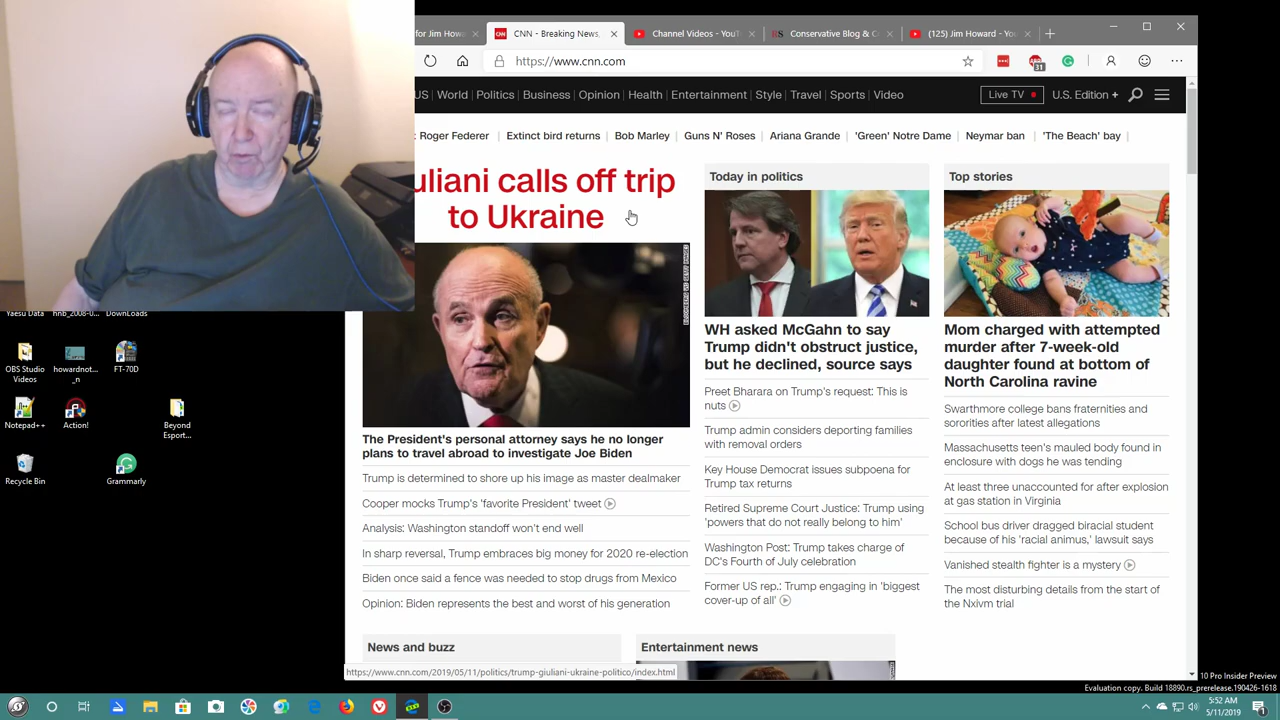 for Jim Howa
CNN - Breaking News,
Channel Videos - YouT
Conservative Blog & C
(125) Jim Howard - Yo
https://www.cnn.com
31
US World Politics Business Opinion Health Entertainment Style Travel Sports Video
Live TV
U.S. Edition +
Roger Federer
Extinct bird returns
Bob Marley
Guns N' Roses
Ariana Grande
'Green' Notre Dame
Neymar ban
'The Beach' bay
uliani calls off trip
to Ukraine
The President's personal attorney says he no longer
plans to travel abroad to investigate Joe Biden
Trump is determined to shore up his image as master dealmaker
Cooper mocks Trump's 'favorite President' tweet
Analysis: Washington standoff won't end well
In sharp reversal, Trump embraces big money for 2020 re-election
Biden once said a fence was needed to stop drugs from Mexico
Opinion: Biden represents the best and worst of his generation
Today in politics
WH asked McGahn to say
Trump didn't obstruct justice,
but he declined, source says
Preet Bharara on Trump's request: This is
nuts
Trump admin considers deporting families
with removal orders
Key House Democrat issues subpoena for
Trump tax returns
Retired Supreme Court Justice: Trump using
'powers that do not really belong to him'
Washington Post: Trump takes charge of
DC's Fourth of July celebration
Former US rep.: Trump engaging in 'biggest
cover-up of all'
Top stories
Mom charged with attempted
murder after 7-week-old
daughter found at bottom of
North Carolina ravine
Swarthmore college bans fraternities and
sororities after latest allegations
Massachusetts teen's mauled body found in
enclosure with dogs he was tending
At least three unaccounted for after explosion
at gas station in Virginia
School bus driver dragged biracial student
because of his 'racial animus,' lawsuit says
Vanished stealth fighter is a mystery
The most disturbing details from the start of
the Nxivm trial
News and buzz
Entertainment news
https://www.cnn.com/2019/05/11/politics/trump-giuliani-ukraine-politico/index.html
Yaesu Data
hnb_2008-0...
DownLoads
OBS Studio
Videos
howardnot...
_n
FT-70D
Notepad++
Action!
Beyond
Esport...
Recycle Bin
Grammarly
10 Pro Insider Preview
Evaluation copy. Build 18890.rs_prerelease.190426-1618
5:52 AM
5/11/2019
1